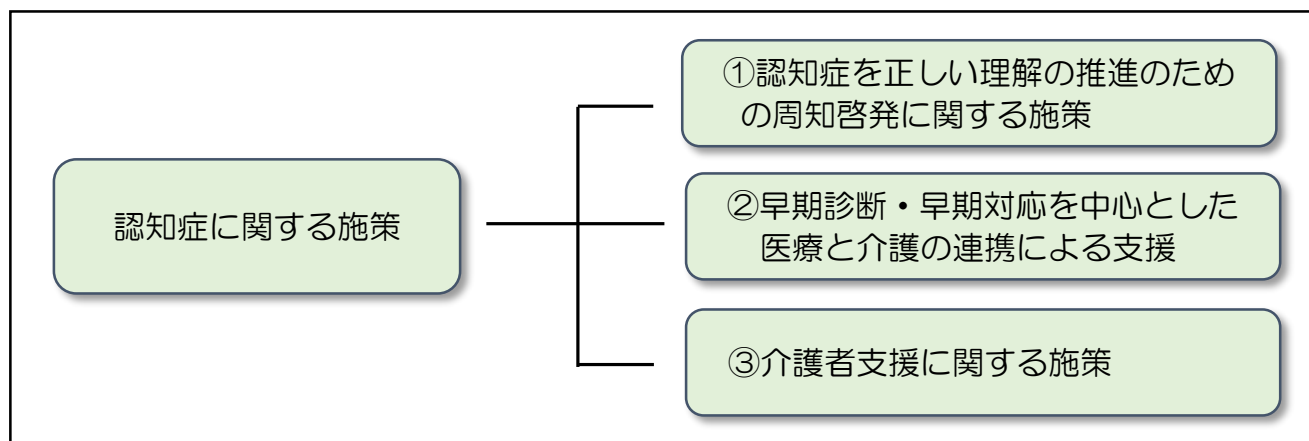 認知症に関する施策
①認知症を正しい理解の推進のため
の周知啓発に関する施策
②早期診断・早期対応を中心とした
医療と介護の連携による支援
③介護者支援に関する施策